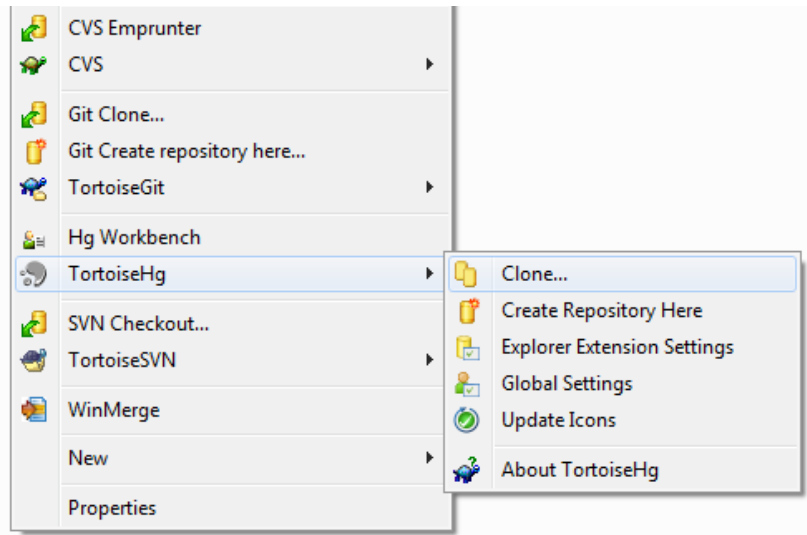 CVS Emprunter
CVS
Git Clone...
Git Create repository here...
TortoiseGit
Hg Workbench
TortoiseHg
SVN Checkout...
TortoiseSVN
WinMerge
New
Properties
Clone...
Create Repository Here
Explorer Extension Settings
Global Settings
Update Icons
About TortoiseHg